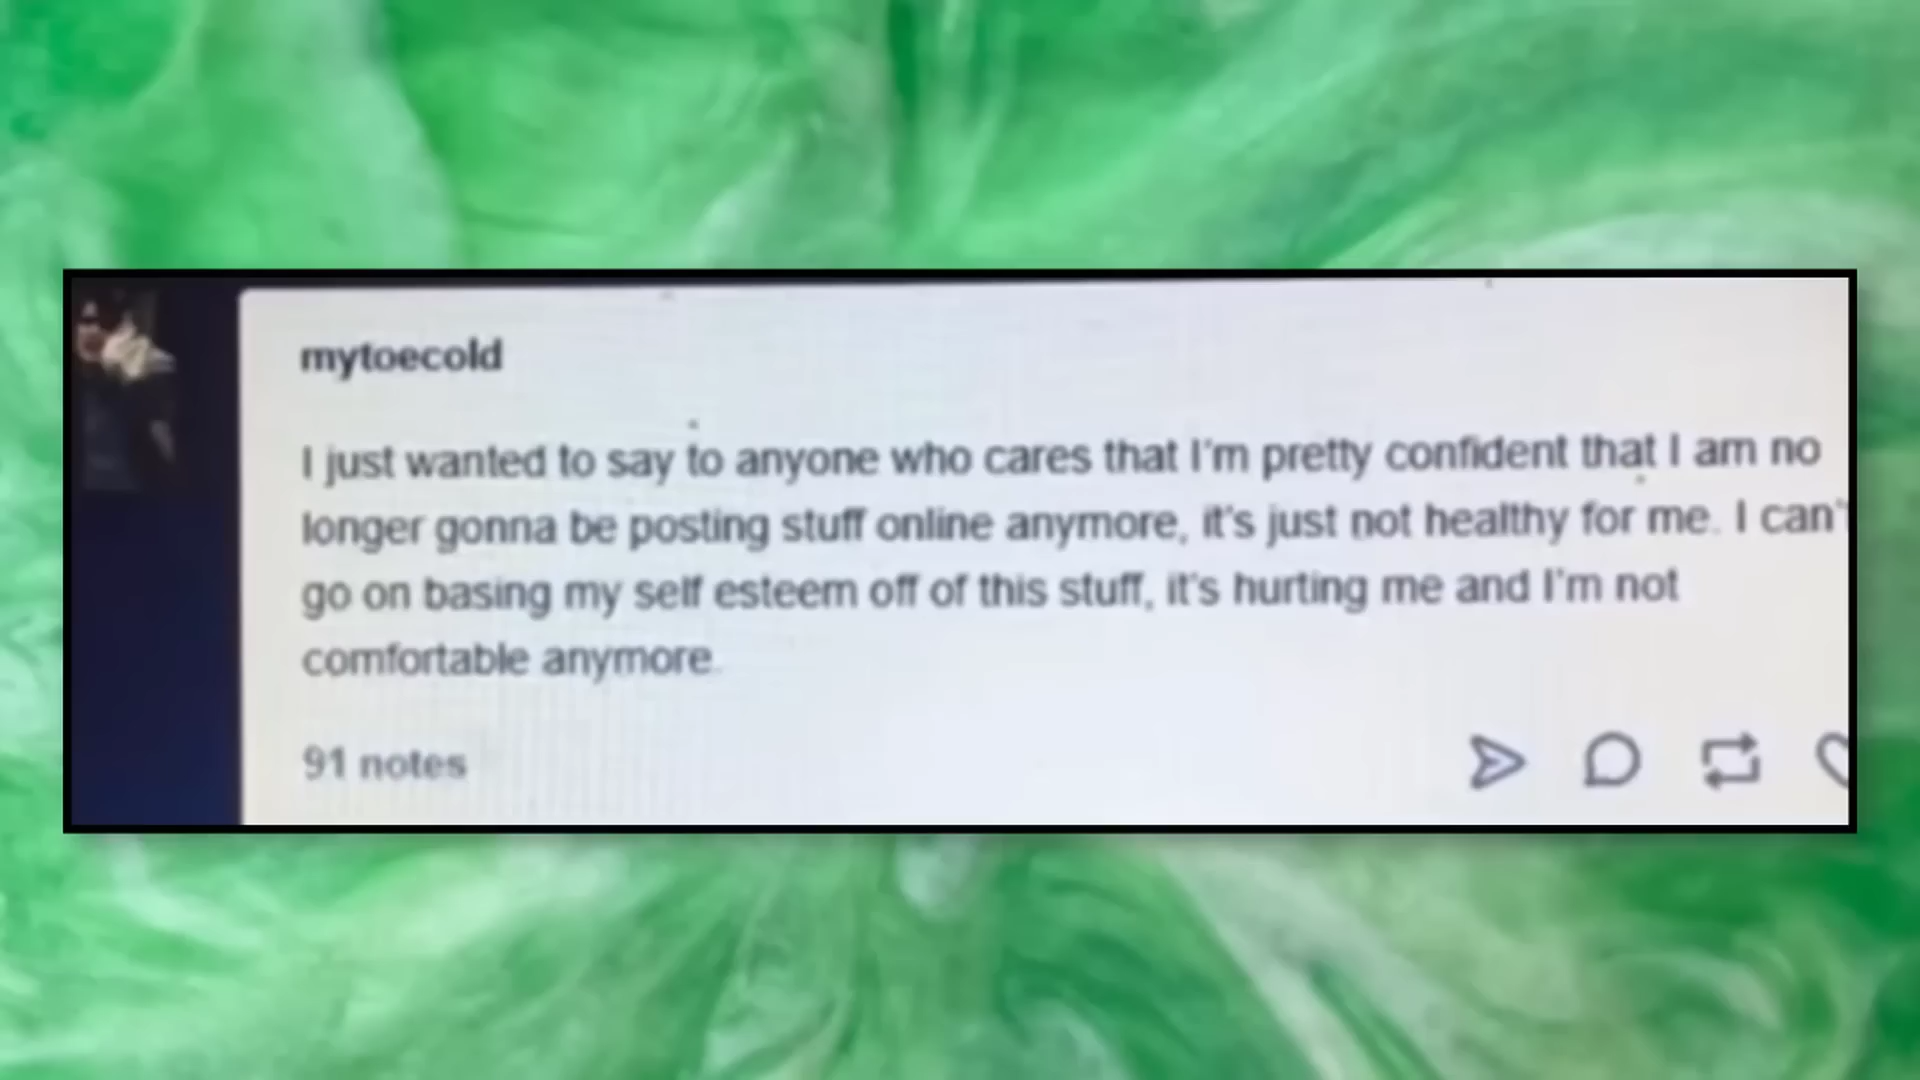 mytoecold
I just wanted to say to anyone who cares that I'm pretty confident that I am no
longer gonna be posting stuff online anymore, it's just not healthy for me. I can'
go on basing my self esteem off of this stuff, it's hurting me and I'm not
comfortable anymore.
91 notes